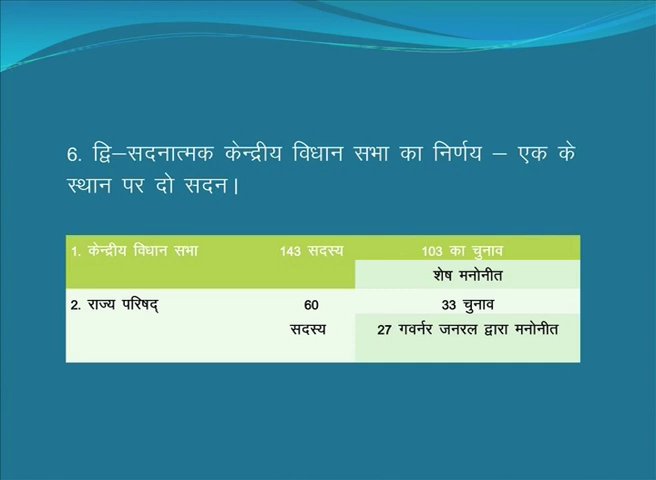 6. द्वि–सदनात्मक केन्द्रीय विधान सभा का निर्णय – एक के
स्थान पर दो सदन।
1. केन्द्रीय विधान सभा 143 सदस्य 103 का चुनाव
शेष मनोनीत
2. राज्य परिषद् 60 33 चुनाव
सदस्य 27 गवर्नर जनरल द्वारा मनोनीत